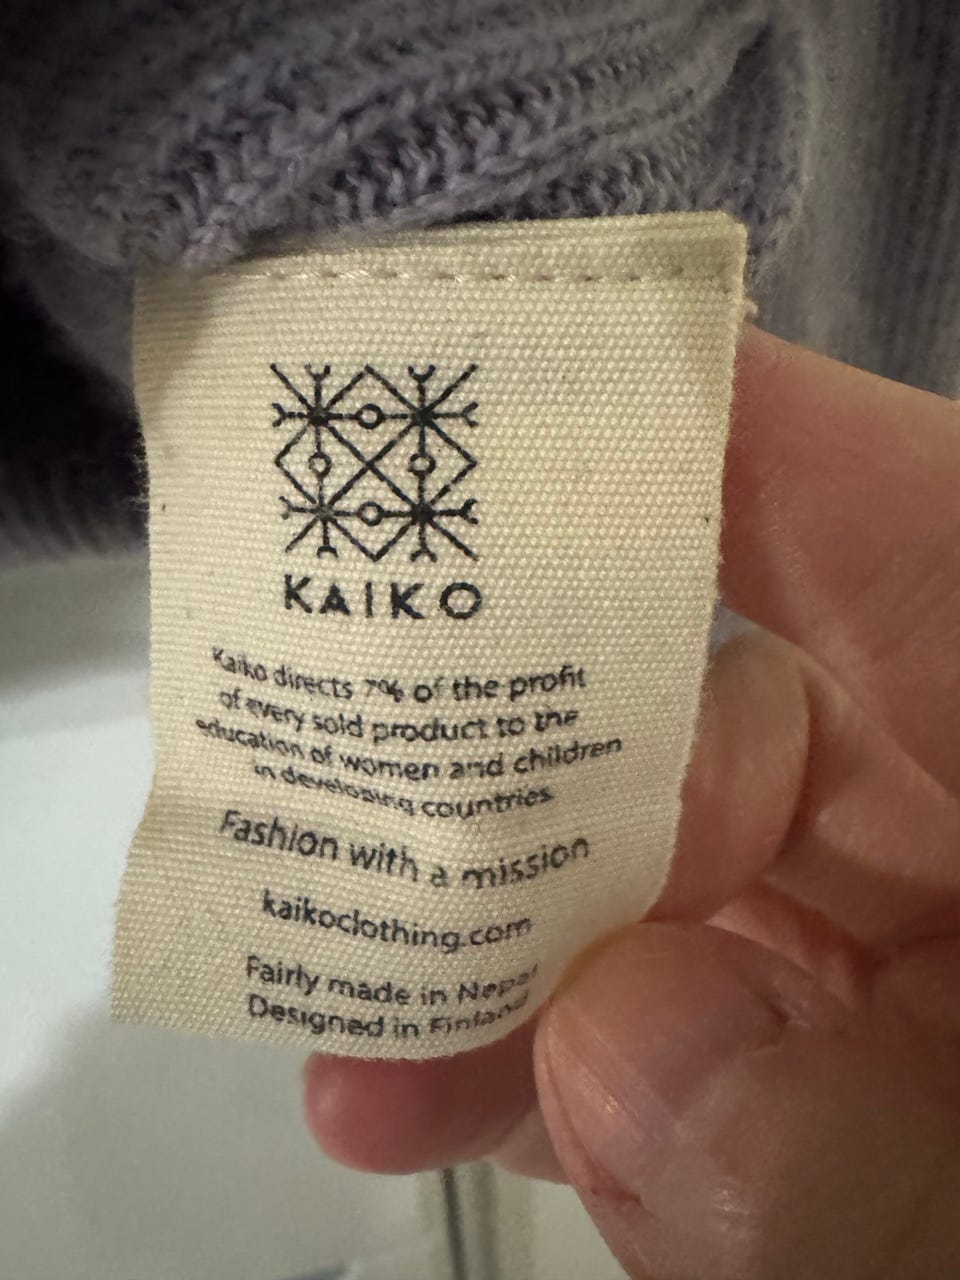 KAIKO
Kaiko directs 7% of the profit
of every sold product to the
education of women and children
in developing countries
Fashion with a mission
kaikoclothing.com
Fairly made in Nepal
Designed in Finland